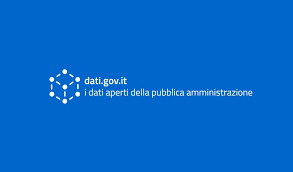 dati.gov.it
i dati aperti della pubblica amministrazione